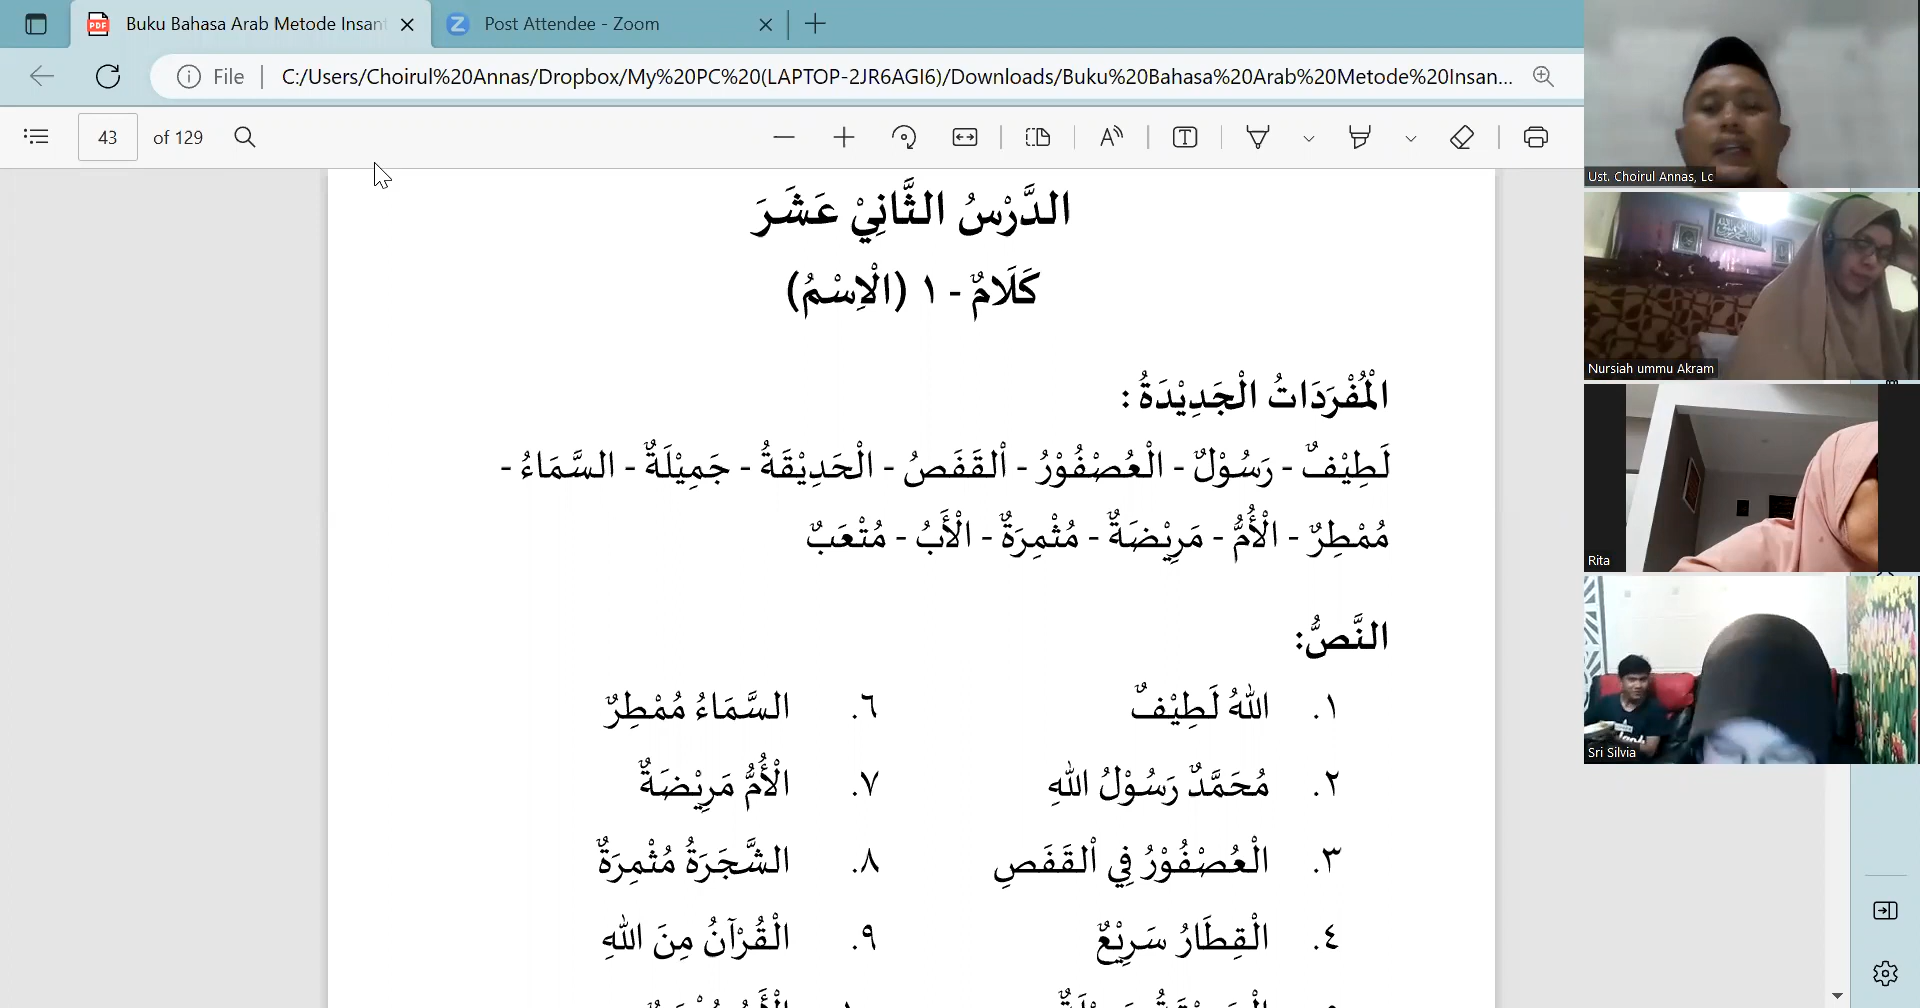 Buku Bahasa Arab Metode Insan
Post Attendee - Zoom
File
C:/Users/Choirul%20Annas/Dropbox/My%20PC%20(LAPTOP-2JR6AGI6)/Downloads/Buku%20Bahasa%20Arab%20Metode%20Insan...
43 of 129
الدَّرْسُ الثَّانِيْ عَشَرَ
كَلَامٌ - ١ (الْاِسْمُ)
الْمُفْرَدَاتُ الْجَدِيْدَةُ :
لَطِيْفٌ - رَسُوْلٌ - الْعُصْفُوْرُ - اْلقَفَصُ - الْحَدِيْقَةُ - جَمِيْلَةٌ - السَّمَاءُ -
مُمْطِرٌ - الْأُمُّ - مَرِيْضَةٌ - مُثْمِرَةٌ - الْأَبُ - مُتْعَبٌ
النَّصُّ:
١. اللهُ لَطِيْفٌ
٦. السَّمَاءُ مُمْطِرٌ
٢. مُحَمَّدٌ رَسُوْلُ اللهِ
٧. الْأُمُّ مَرِيْضَةٌ
٣. الْعُصْفُوْرُ فِي اْلقَفَصِ
٨. الشَّجَرَةُ مُثْمِرَةٌ
٤. الْقِطَارُ سَرِيْعٌ
٩. الْقُرْآنُ مِنَ اللهِ
Ust. Choirul Annas, Lc
Nursiah ummu Akram
Rita
Sri Silvia